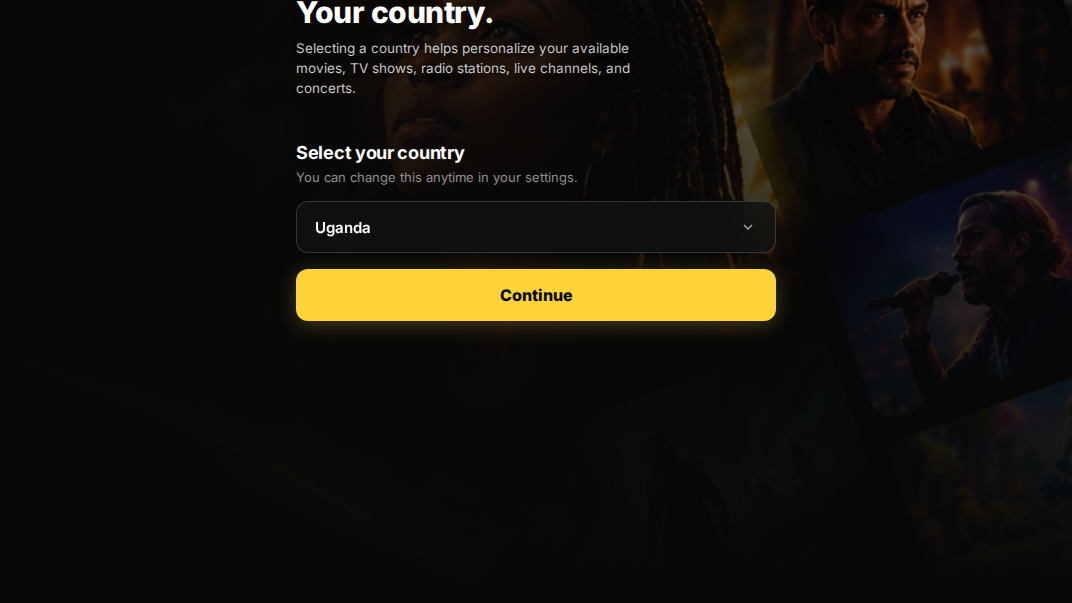 Your country.
Selecting a country helps personalize your available
movies, TV shows, radio stations, live channels, and
concerts.
Select your country
You can change this anytime in your settings.
Uganda
Continue